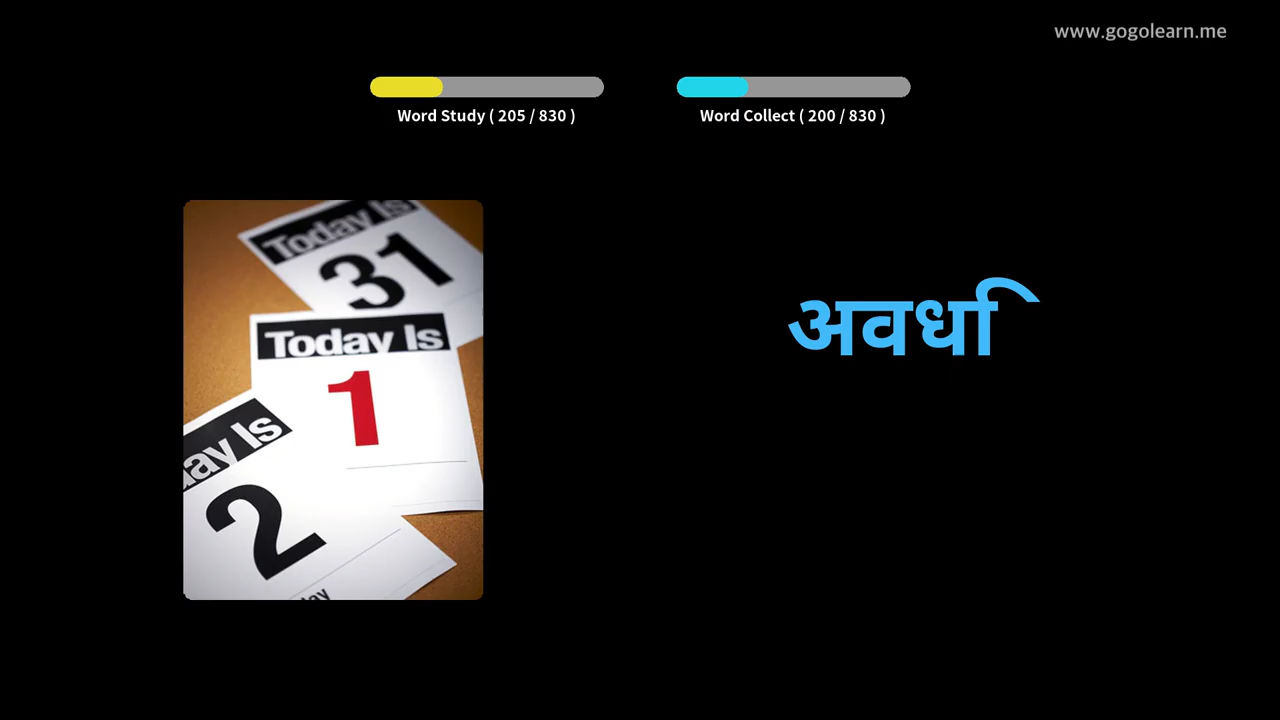 www.gogolearn.me
Word Study ( 205 / 830 )
Word Collect ( 200 / 830 )
Today Is
31
Today Is
1
ay Is
2
ay
अवधि